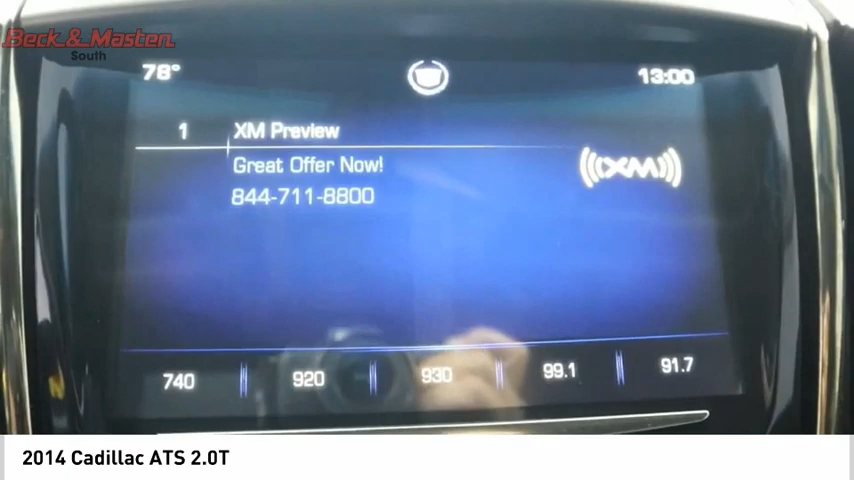 Beck & Masten
South
78°
13:00
1 XM Preview
Great Offer Now!
844-711-8800
((XM))
740 920 930 99.1 91.7
2014 Cadillac ATS 2.0T